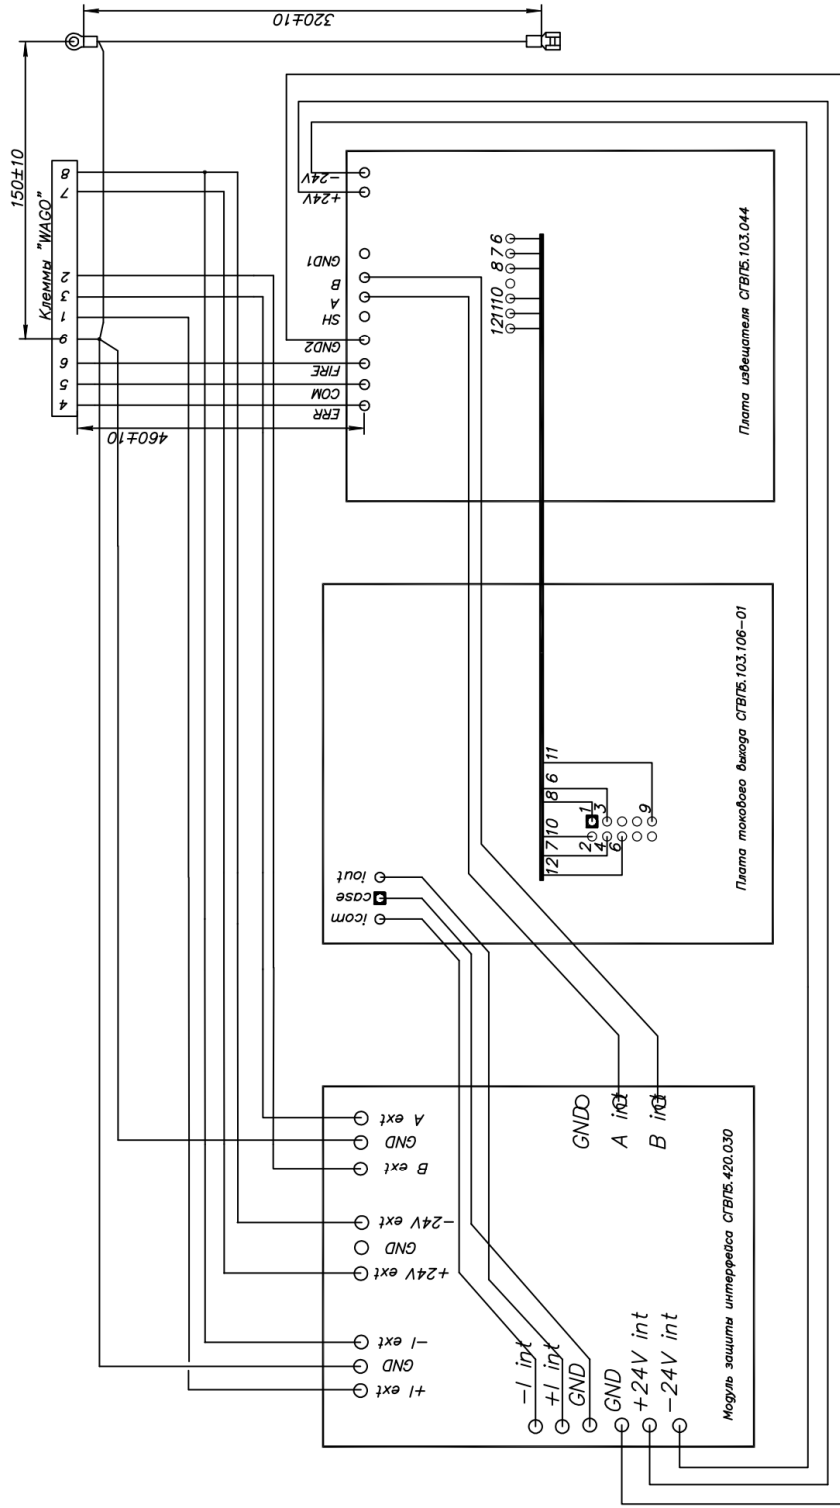 320±10
150±10
Клеммы "WAGO"
8
7
2
3
1
9
6
5
4
460±10
-24V
+24V
GND1
B
A
SH
GND2
FIRE
COM
ERR
6
7
8
10
11
12
Плата извещателя СГВП5.103.044
11
6
8
10
7
12
1
3
9
2
4
6
iout
case
icom
Плата токового выхода СГВП5.103.106-01
A ext
GND
B ext
-24V ext
GND
+24V ext
-I ext
GND
+I ext
GND
A int
B int
-I int
+I int
GND
GND
+24V int
-24V int
Модуль защиты интерфейса СГВП5.420.030